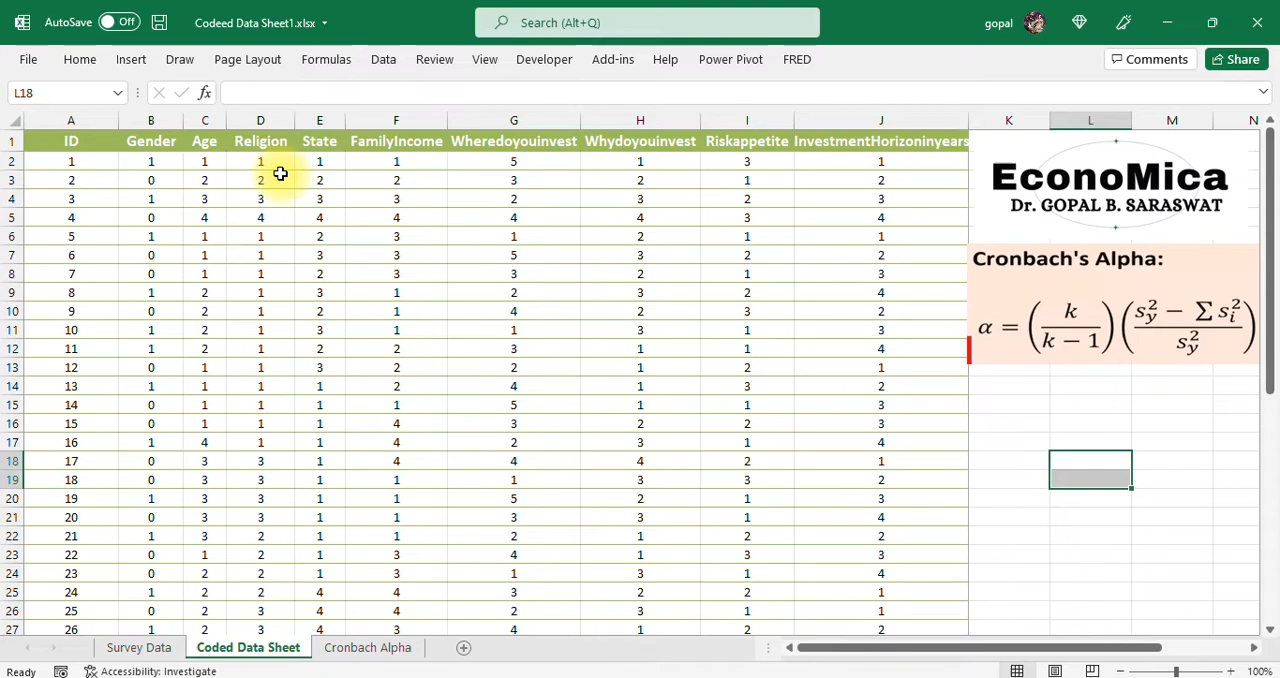 AutoSave Off Codeed Data Sheet1.xlsx Search (Alt+Q) gopal
File Home Insert Draw Page Layout Formulas Data Review View Developer Add-ins Help Power Pivot FRED Comments Share
L18 fx
A B C D E F G H I J K L M N
1 ID Gender Age Religion State FamilyIncome Wheredoyouinvest Whydoyouinvest Riskappetite InvestmentHorizoninyears
2 1 1 1 1 1 1 5 1 3 1
3 2 0 2 2 2 2 3 2 1 2
4 3 1 3 3 3 3 2 3 2 3
5 4 0 4 4 4 4 4 4 3 4
6 5 1 1 1 2 3 1 2 1 1
7 6 0 1 1 3 3 5 3 2 2
8 7 0 1 1 2 3 3 2 1 3
9 8 1 2 1 3 1 2 3 2 4
10 9 0 2 1 2 1 4 2 3 2
11 10 1 2 1 3 1 1 3 1 3
12 11 1 2 1 2 2 3 1 1 4
13 12 0 1 1 3 2 2 1 2 1
14 13 1 1 1 1 2 4 1 3 2
15 14 0 1 1 1 1 5 1 1 3
16 15 0 1 1 1 4 3 2 2 3
17 16 1 4 1 1 4 2 3 1 4
18 17 0 3 3 1 4 4 4 2 1
19 18 0 3 3 1 1 1 3 3 2
20 19 1 3 3 1 1 5 2 1 3
21 20 0 3 3 1 1 3 3 1 4
22 21 1 3 2 1 1 2 1 2 2
23 22 0 1 2 1 3 4 1 3 3
24 23 0 2 2 1 3 1 3 1 4
25 24 1 2 2 4 4 3 2 2 1
26 25 0 2 3 4 4 2 3 1 1
27 26 1 2 3 4 3 4 1 2 2
EconoMica
Dr. GOPAL B. SARASWAT
Cronbach's Alpha:
α = (k / k − 1) (s_y^2 − ∑ s_i^2 / s_y^2)
Survey Data Coded Data Sheet Cronbach Alpha
Ready Accessibility: Investigate 100%